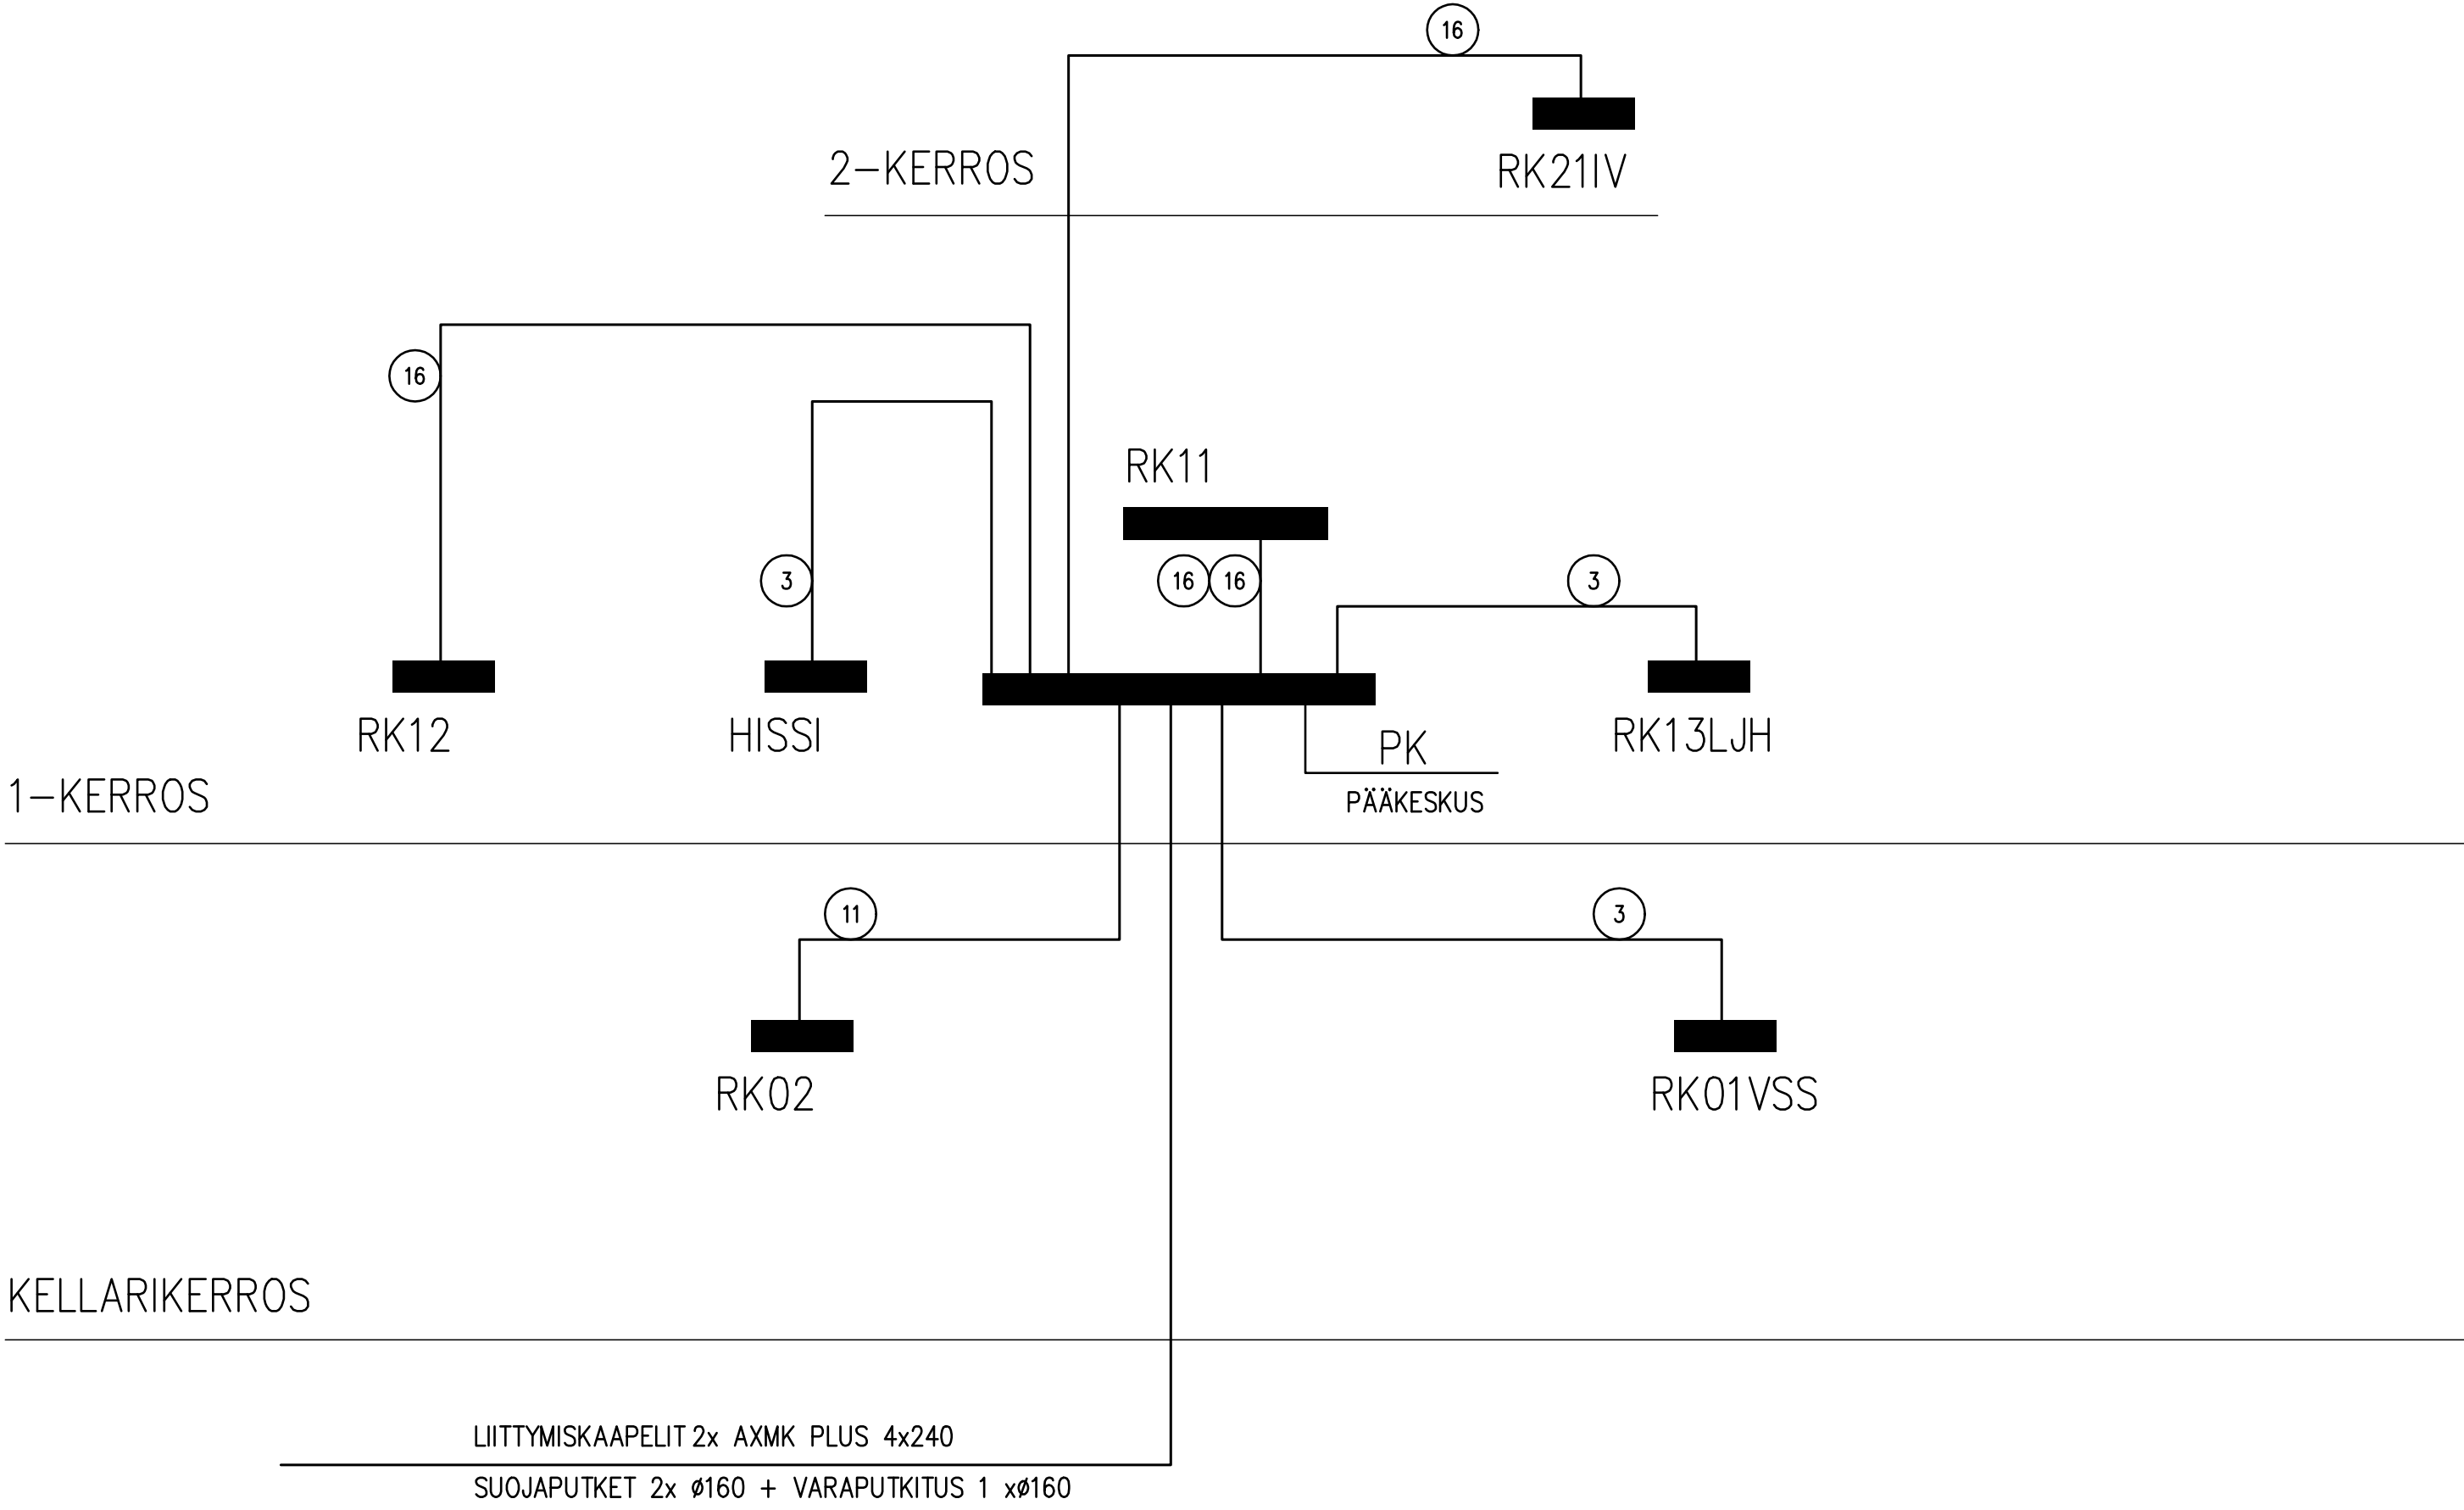 16
2-KERROS
RK21IV
16
RK11
3
16 16
3
RK12
HISSI
PK
RK13LJH
1-KERROS
PÄÄKESKUS
11
3
RK02
RK01VSS
KELLARIKERROS
LIITTYMISKAAPELIT 2x AXMK PLUS 4x240
SUOJAPUTKET 2x ø160 + VARAPUTKITUS 1 xø160